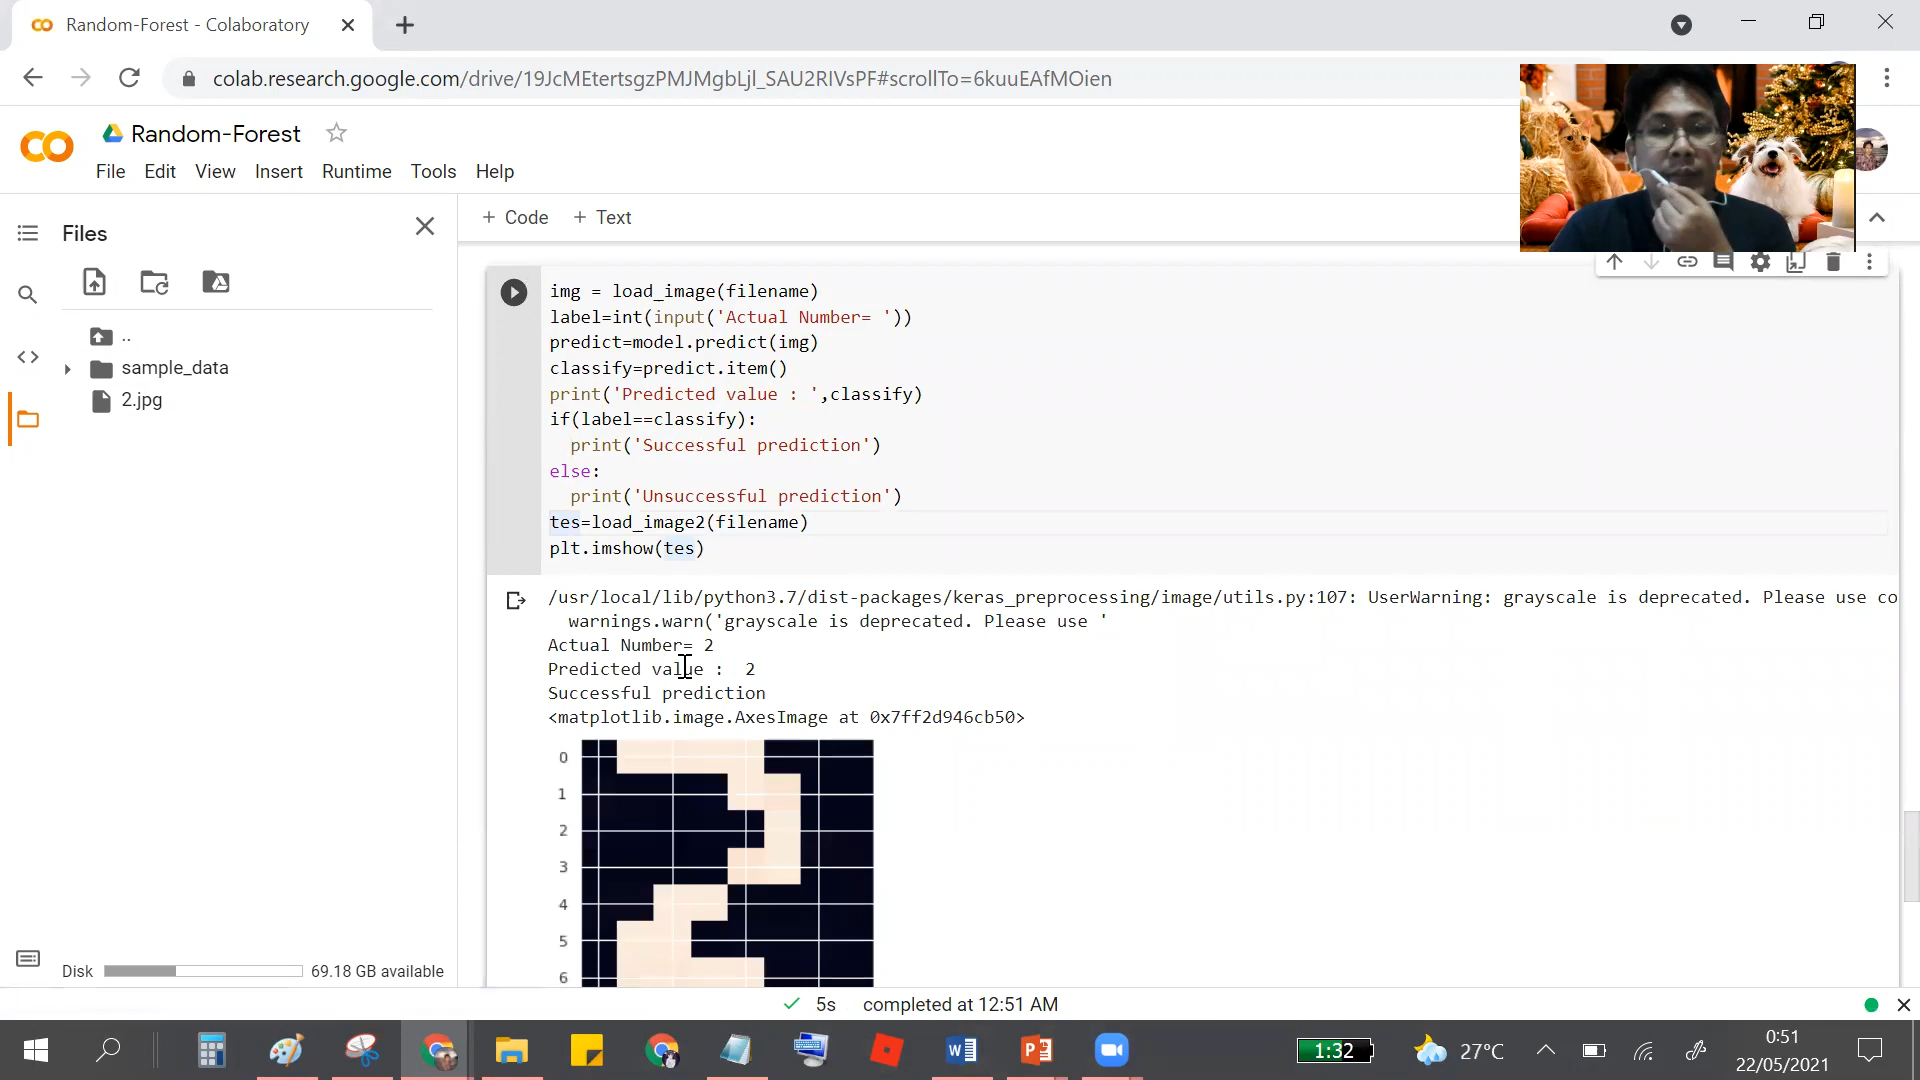 Random-Forest - Colaboratory
colab.research.google.com/drive/19JcMEtertsgzPMJMgbLjl_SAU2RlVsPF#scrollTo=6kuuEAfMOien
Random-Forest
File Edit View Insert Runtime Tools Help
Files
+ Code + Text
..
sample_data
2.jpg
img = load_image(filename)
label=int(input('Actual Number= '))
predict=model.predict(img)
classify=predict.item()
print('Predicted value : ',classify)
if(label==classify):
print('Successful prediction')
else:
print('Unsuccessful prediction')
tes=load_image2(filename)
plt.imshow(tes)
/usr/local/lib/python3.7/dist-packages/keras_preprocessing/image/utils.py:107: UserWarning: grayscale is deprecated. Please use co
warnings.warn('grayscale is deprecated. Please use '
Actual Number= 2
Predicted value : 2
Successful prediction
<matplotlib.image.AxesImage at 0x7ff2d946cb50>
0
1
2
3
4
5
6
Disk 69.18 GB available
5s completed at 12:51 AM
1:32
27°C
0:51
22/05/2021